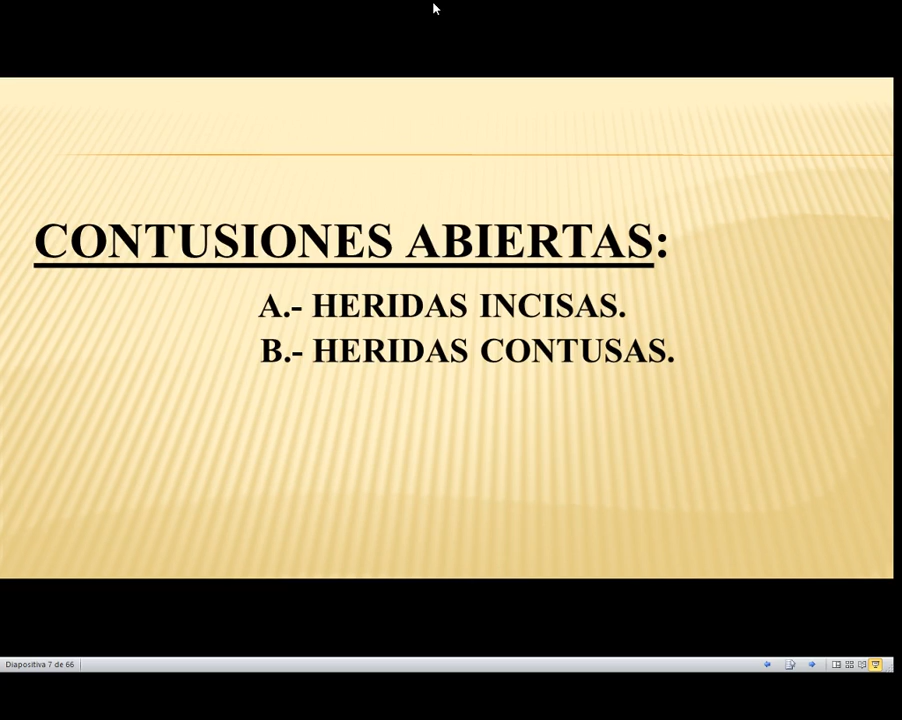 CONTUSIONES ABIERTAS:
A.- HERIDAS INCISAS.
B.- HERIDAS CONTUSAS.
Diapositiva 7 de 66